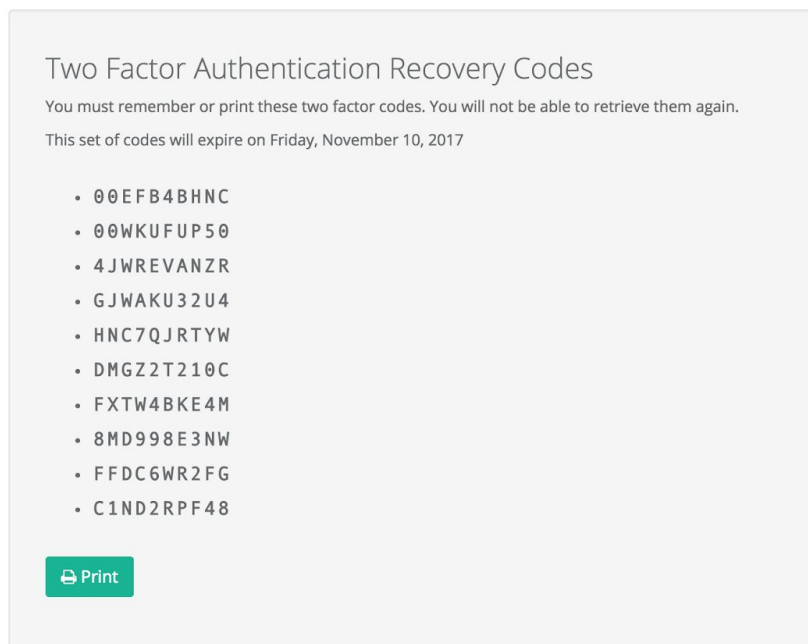 Two Factor Authentication Recovery Codes
You must remember or print these two factor codes. You will not be able to retrieve them again.
This set of codes will expire on Friday, November 10, 2017
• 00EFB4BHNC
• 00WKUFUP50
• 4JWREVANZR
• GJWAKU32U4
• HNC7QJRTYW
• DMGZ2T210C
• FXTW4BKE4M
• 8MD998E3NW
• FFDC6WR2FG
• C1ND2RPF48
Print